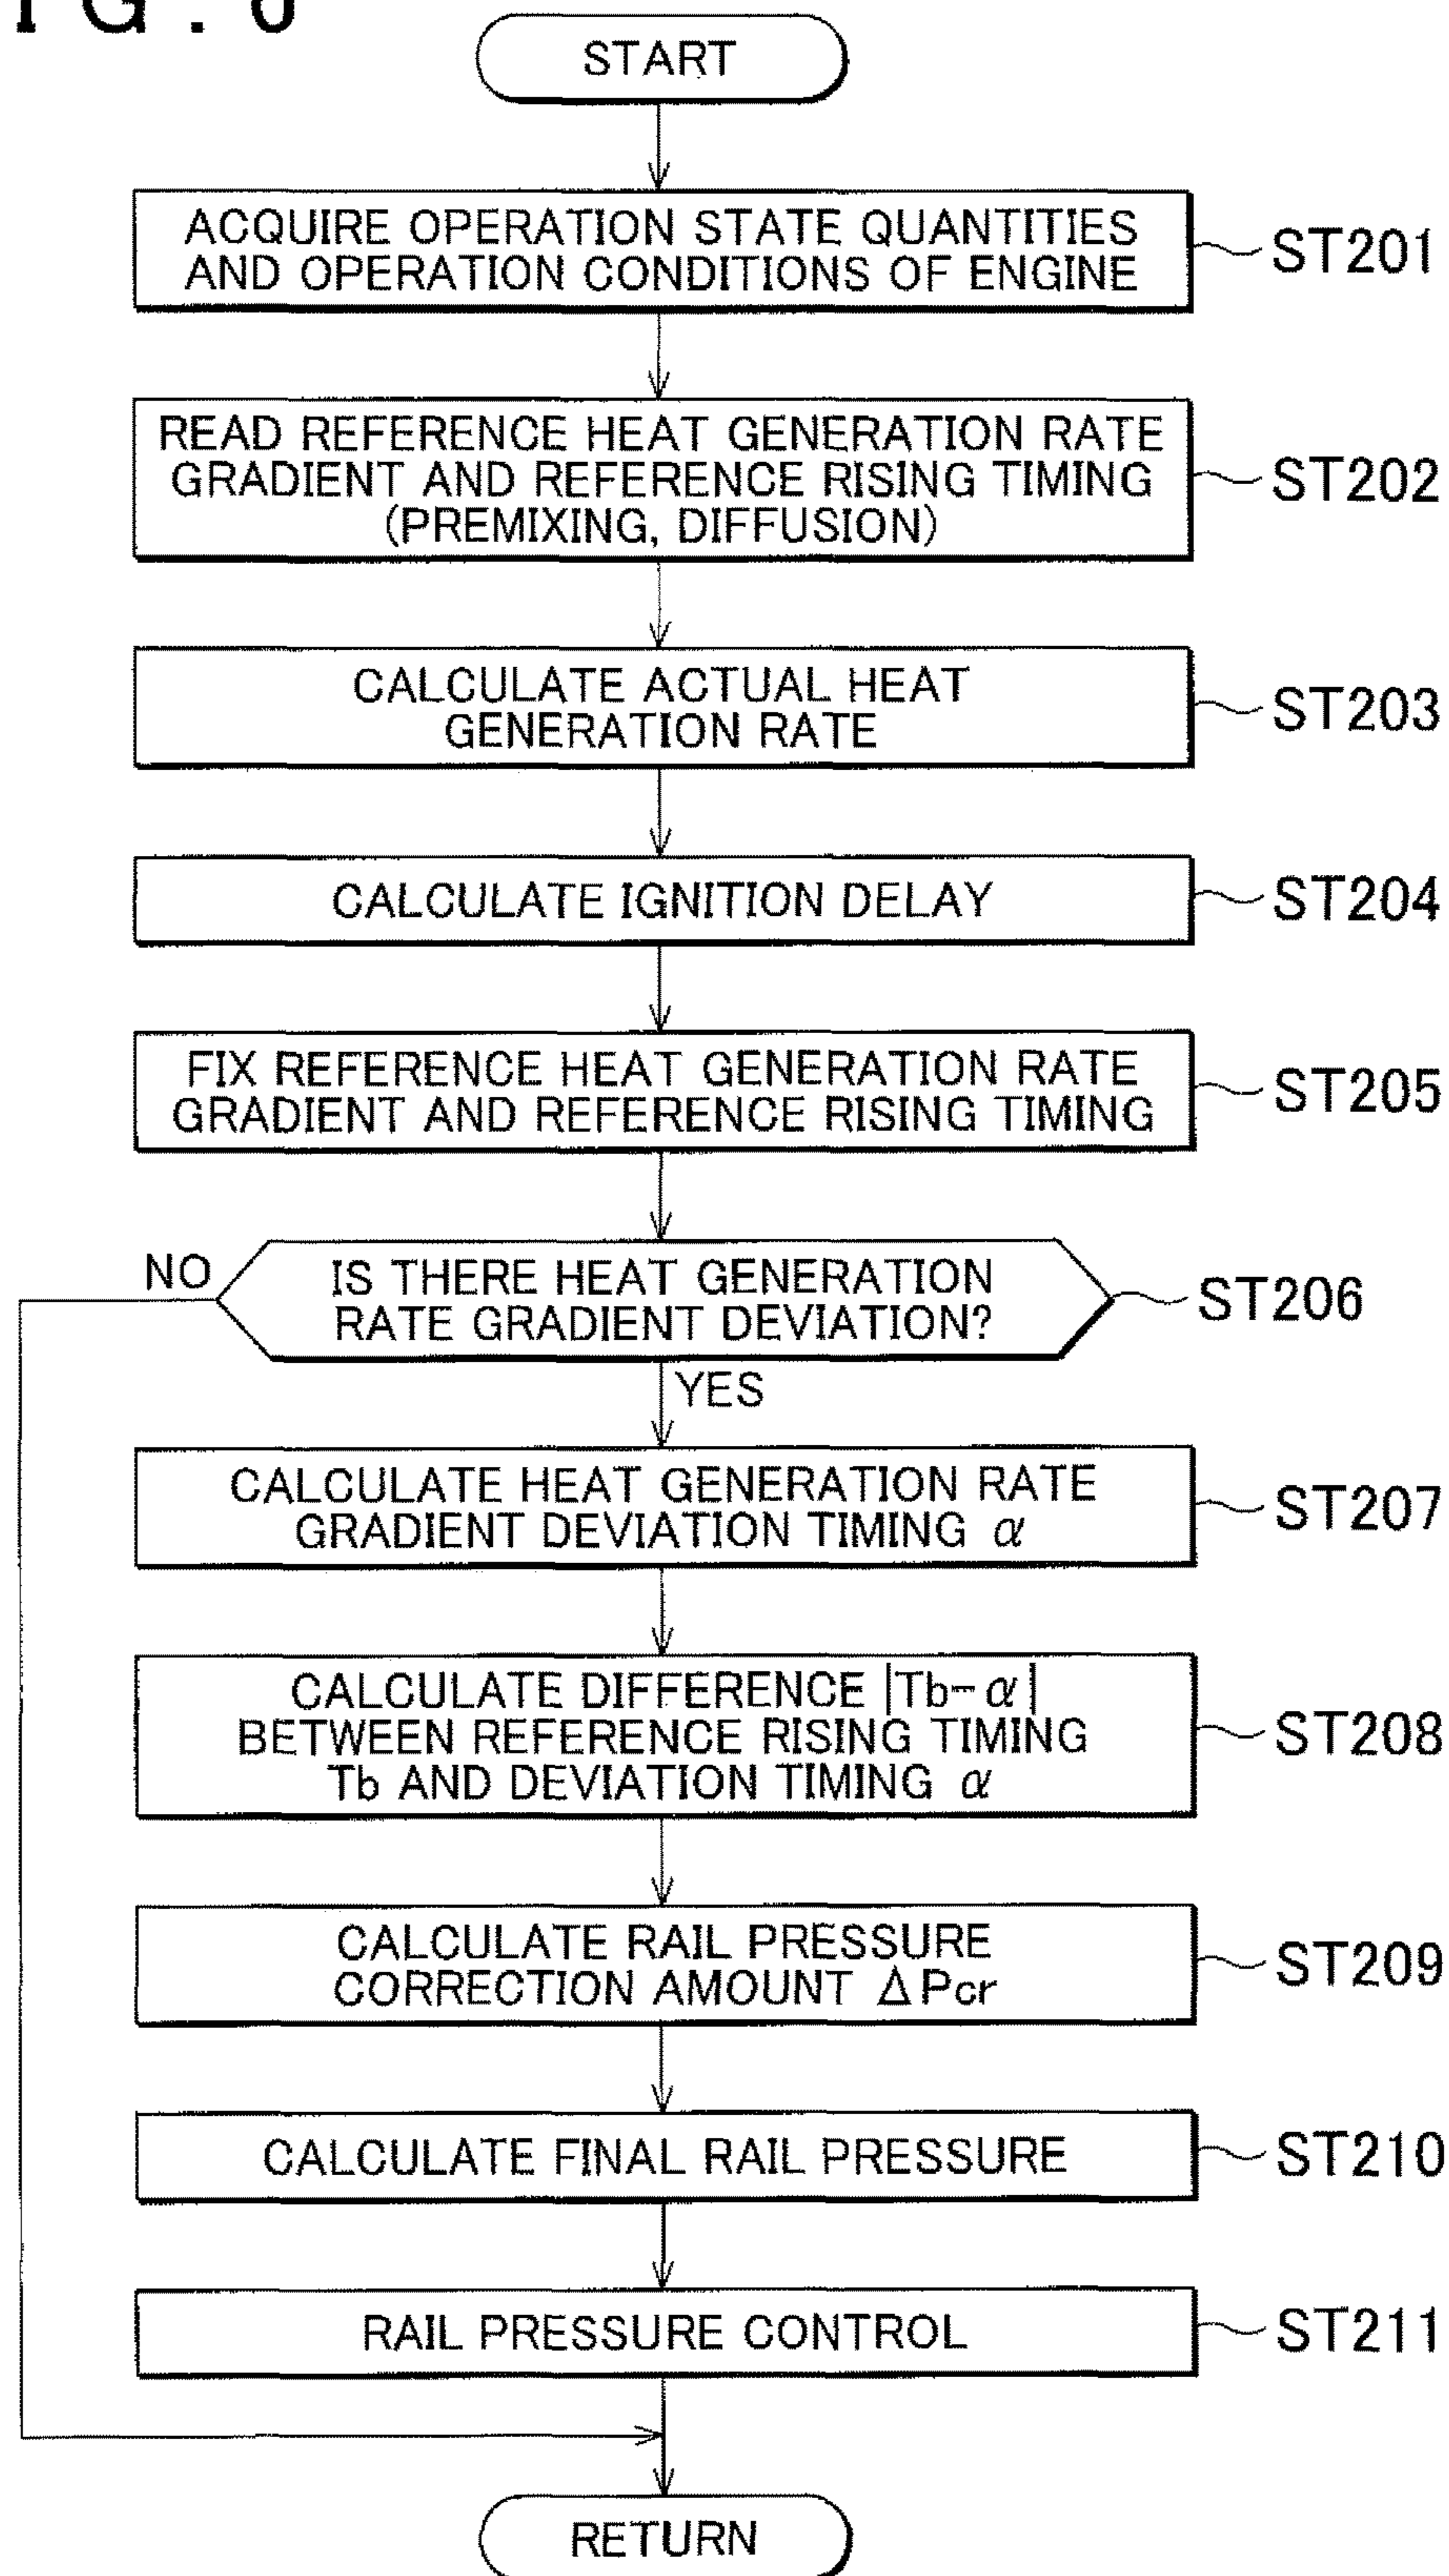 START
ACQUIRE OPERATION STATE QUANTITIES
AND OPERATION CONDITIONS OF ENGINE
ST201
READ REFERENCE HEAT GENERATION RATE
GRADIENT AND REFERENCE RISING TIMING
(PREMIXING, DIFFUSION)
ST202
CALCULATE ACTUAL HEAT
GENERATION RATE
ST203
CALCULATE IGNITION DELAY
ST204
FIX REFERENCE HEAT GENERATION RATE
GRADIENT AND REFERENCE RISING TIMING
ST205
NO
IS THERE HEAT GENERATION
RATE GRADIENT DEVIATION?
ST206
YES
CALCULATE HEAT GENERATION RATE
GRADIENT DEVIATION TIMING α
ST207
CALCULATE DIFFERENCE |Tb-α|
BETWEEN REFERENCE RISING TIMING
Tb AND DEVIATION TIMING α
ST208
CALCULATE RAIL PRESSURE
CORRECTION AMOUNT ΔPcr
ST209
CALCULATE FINAL RAIL PRESSURE
ST210
RAIL PRESSURE CONTROL
ST211
RETURN